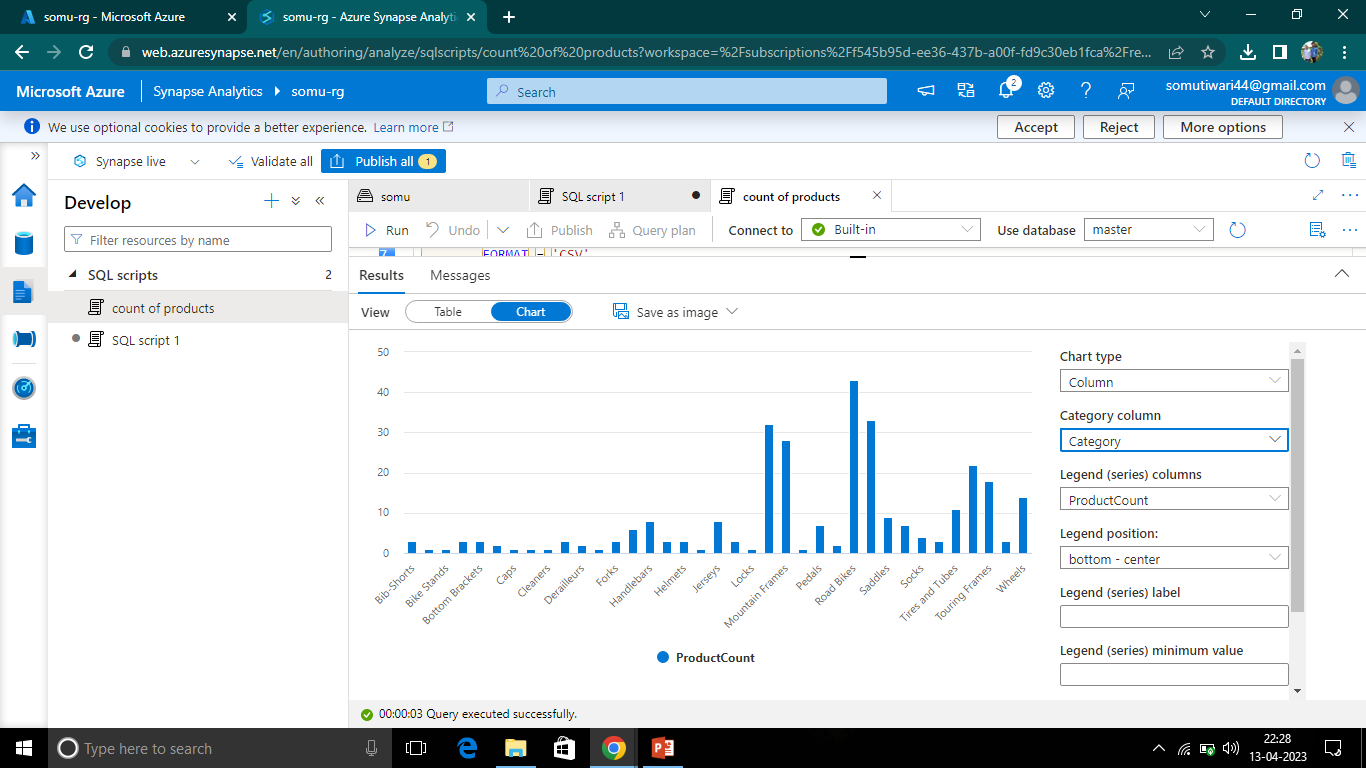 somu-rg - Microsoft Azure
somu-rg - Azure Synapse Analyti
web.azuresynapse.net/en/authoring/analyze/sqlscripts/count%20of%20products?workspace=%2Fsubscriptions%2Ff545b95d-ee36-437b-a00f-fd9c30eb1fca%2Fre...
Microsoft Azure
Synapse Analytics
somu-rg
Search
2
somutiwari44@gmail.com
DEFAULT DIRECTORY
We use optional cookies to provide a better experience. Learn more
Accept
Reject
More options
Synapse live
Validate all
Publish all 1
Develop
Filter resources by name
SQL scripts 2
count of products
SQL script 1
somu
SQL script 1
count of products
Run
Undo
Publish
Query plan
Connect to
Built-in
Use database
master
7 FORMAT = 'CSV'
Results
Messages
View
Table
Chart
Save as image
50
40
30
20
10
0
Bib-Shorts
Bike Stands
Bottom Brackets
Caps
Cleaners
Derailleurs
Forks
Handlebars
Helmets
Jerseys
Locks
Mountain Frames
Pedals
Road Bikes
Saddles
Socks
Tires and Tubes
Touring Frames
Wheels
ProductCount
Chart type
Column
Category column
Category
Legend (series) columns
ProductCount
Legend position:
bottom - center
Legend (series) label
Legend (series) minimum value
00:00:03 Query executed successfully.
Type here to search
22:28
13-04-2023